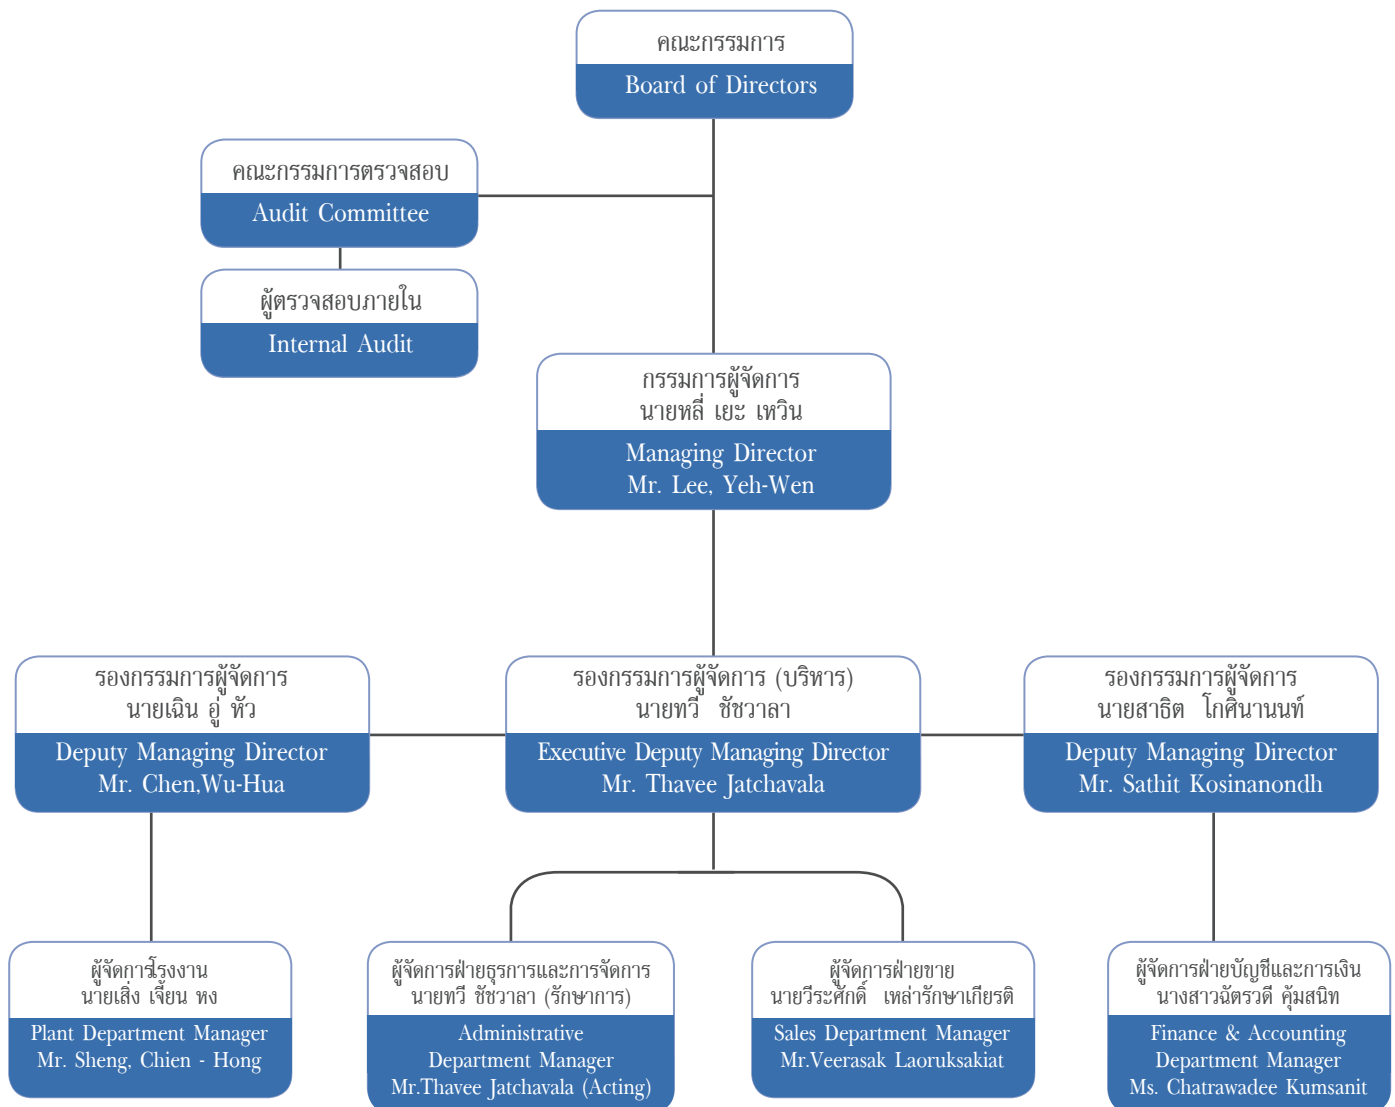 คณะกรรมการ
Board of Directors
คณะกรรมการตรวจสอบ
Audit Committee
ผู้ตรวจสอบภายใน
Internal Audit
กรรมการผู้จัดการ
นายหลี่ เยะ เหวิน
Managing Director
Mr. Lee, Yeh-Wen
รองกรรมการผู้จัดการ
นายเฉิน อู่ หัว
Deputy Managing Director
Mr. Chen,Wu-Hua
รองกรรมการผู้จัดการ (บริหาร)
นายทวี ชัชวาลา
Executive Deputy Managing Director
Mr. Thavee Jatchavala
รองกรรมการผู้จัดการ
นายสาธิต โกศินานนท์
Deputy Managing Director
Mr. Sathit Kosinanondh
ผู้จัดการโรงงาน
นายเสิ่ง เจี้ยน หง
Plant Department Manager
Mr. Sheng, Chien - Hong
ผู้จัดการฝ่ายธุรการและการจัดการ
นายทวี ชัชวาลา (รักษาการ)
Administrative
Department Manager
Mr.Thavee Jatchavala (Acting)
ผู้จัดการฝ่ายขาย
นายวีระศักดิ์ เหล่ารักษาเกียรติ
Sales Department Manager
Mr.Veerasak Laoruksakiat
ผู้จัดการฝ่ายบัญชีและการเงิน
นางสาวฉัตรวดี คุ้มสนิท
Finance & Accounting
Department Manager
Ms. Chatrawadee Kumsanit